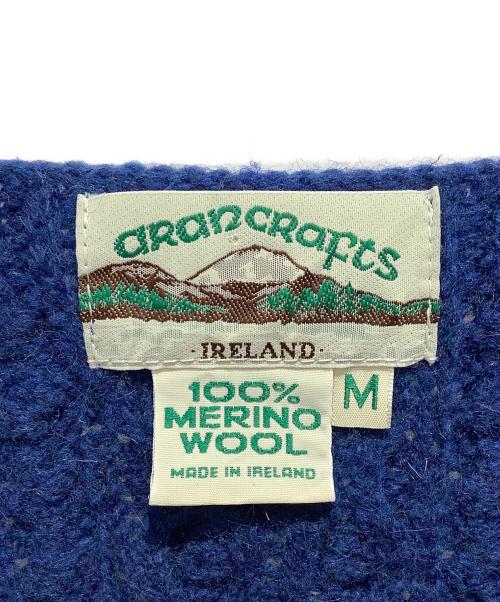 arancrafts
· IRELAND ·
100%
MERINO
WOOL
MADE IN IRELAND
M